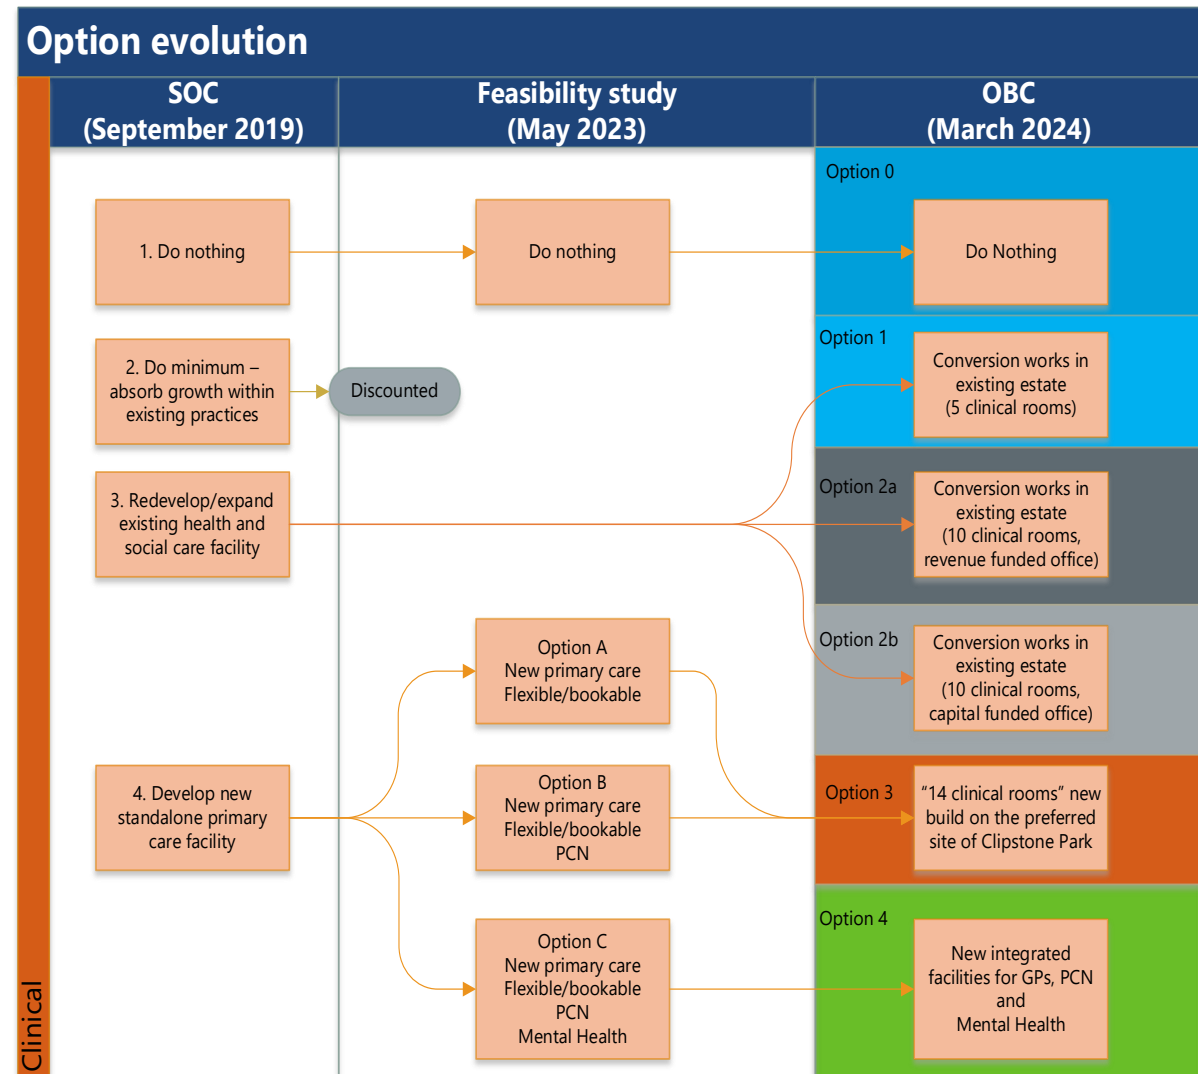 Option evolution
SOC
(September 2019)
Feasibility study
(May 2023)
OBC
(March 2024)
Clinical
1. Do nothing
Do nothing
Option 0
Do Nothing
2. Do minimum –
absorb growth within
existing practices
Discounted
Option 1
Conversion works in
existing estate
(5 clinical rooms)
3. Redevelop/expand
existing health and
social care facility
Option 2a
Conversion works in
existing estate
(10 clinical rooms,
revenue funded office)
Option 2b
Conversion works in
existing estate
(10 clinical rooms,
capital funded office)
4. Develop new
standalone primary
care facility
Option A
New primary care
Flexible/bookable
Option B
New primary care
Flexible/bookable
PCN
Option 3
“14 clinical rooms” new
build on the preferred
site of Clipstone Park
Option C
New primary care
Flexible/bookable
PCN
Mental Health
Option 4
New integrated
facilities for GPs, PCN
and
Mental Health